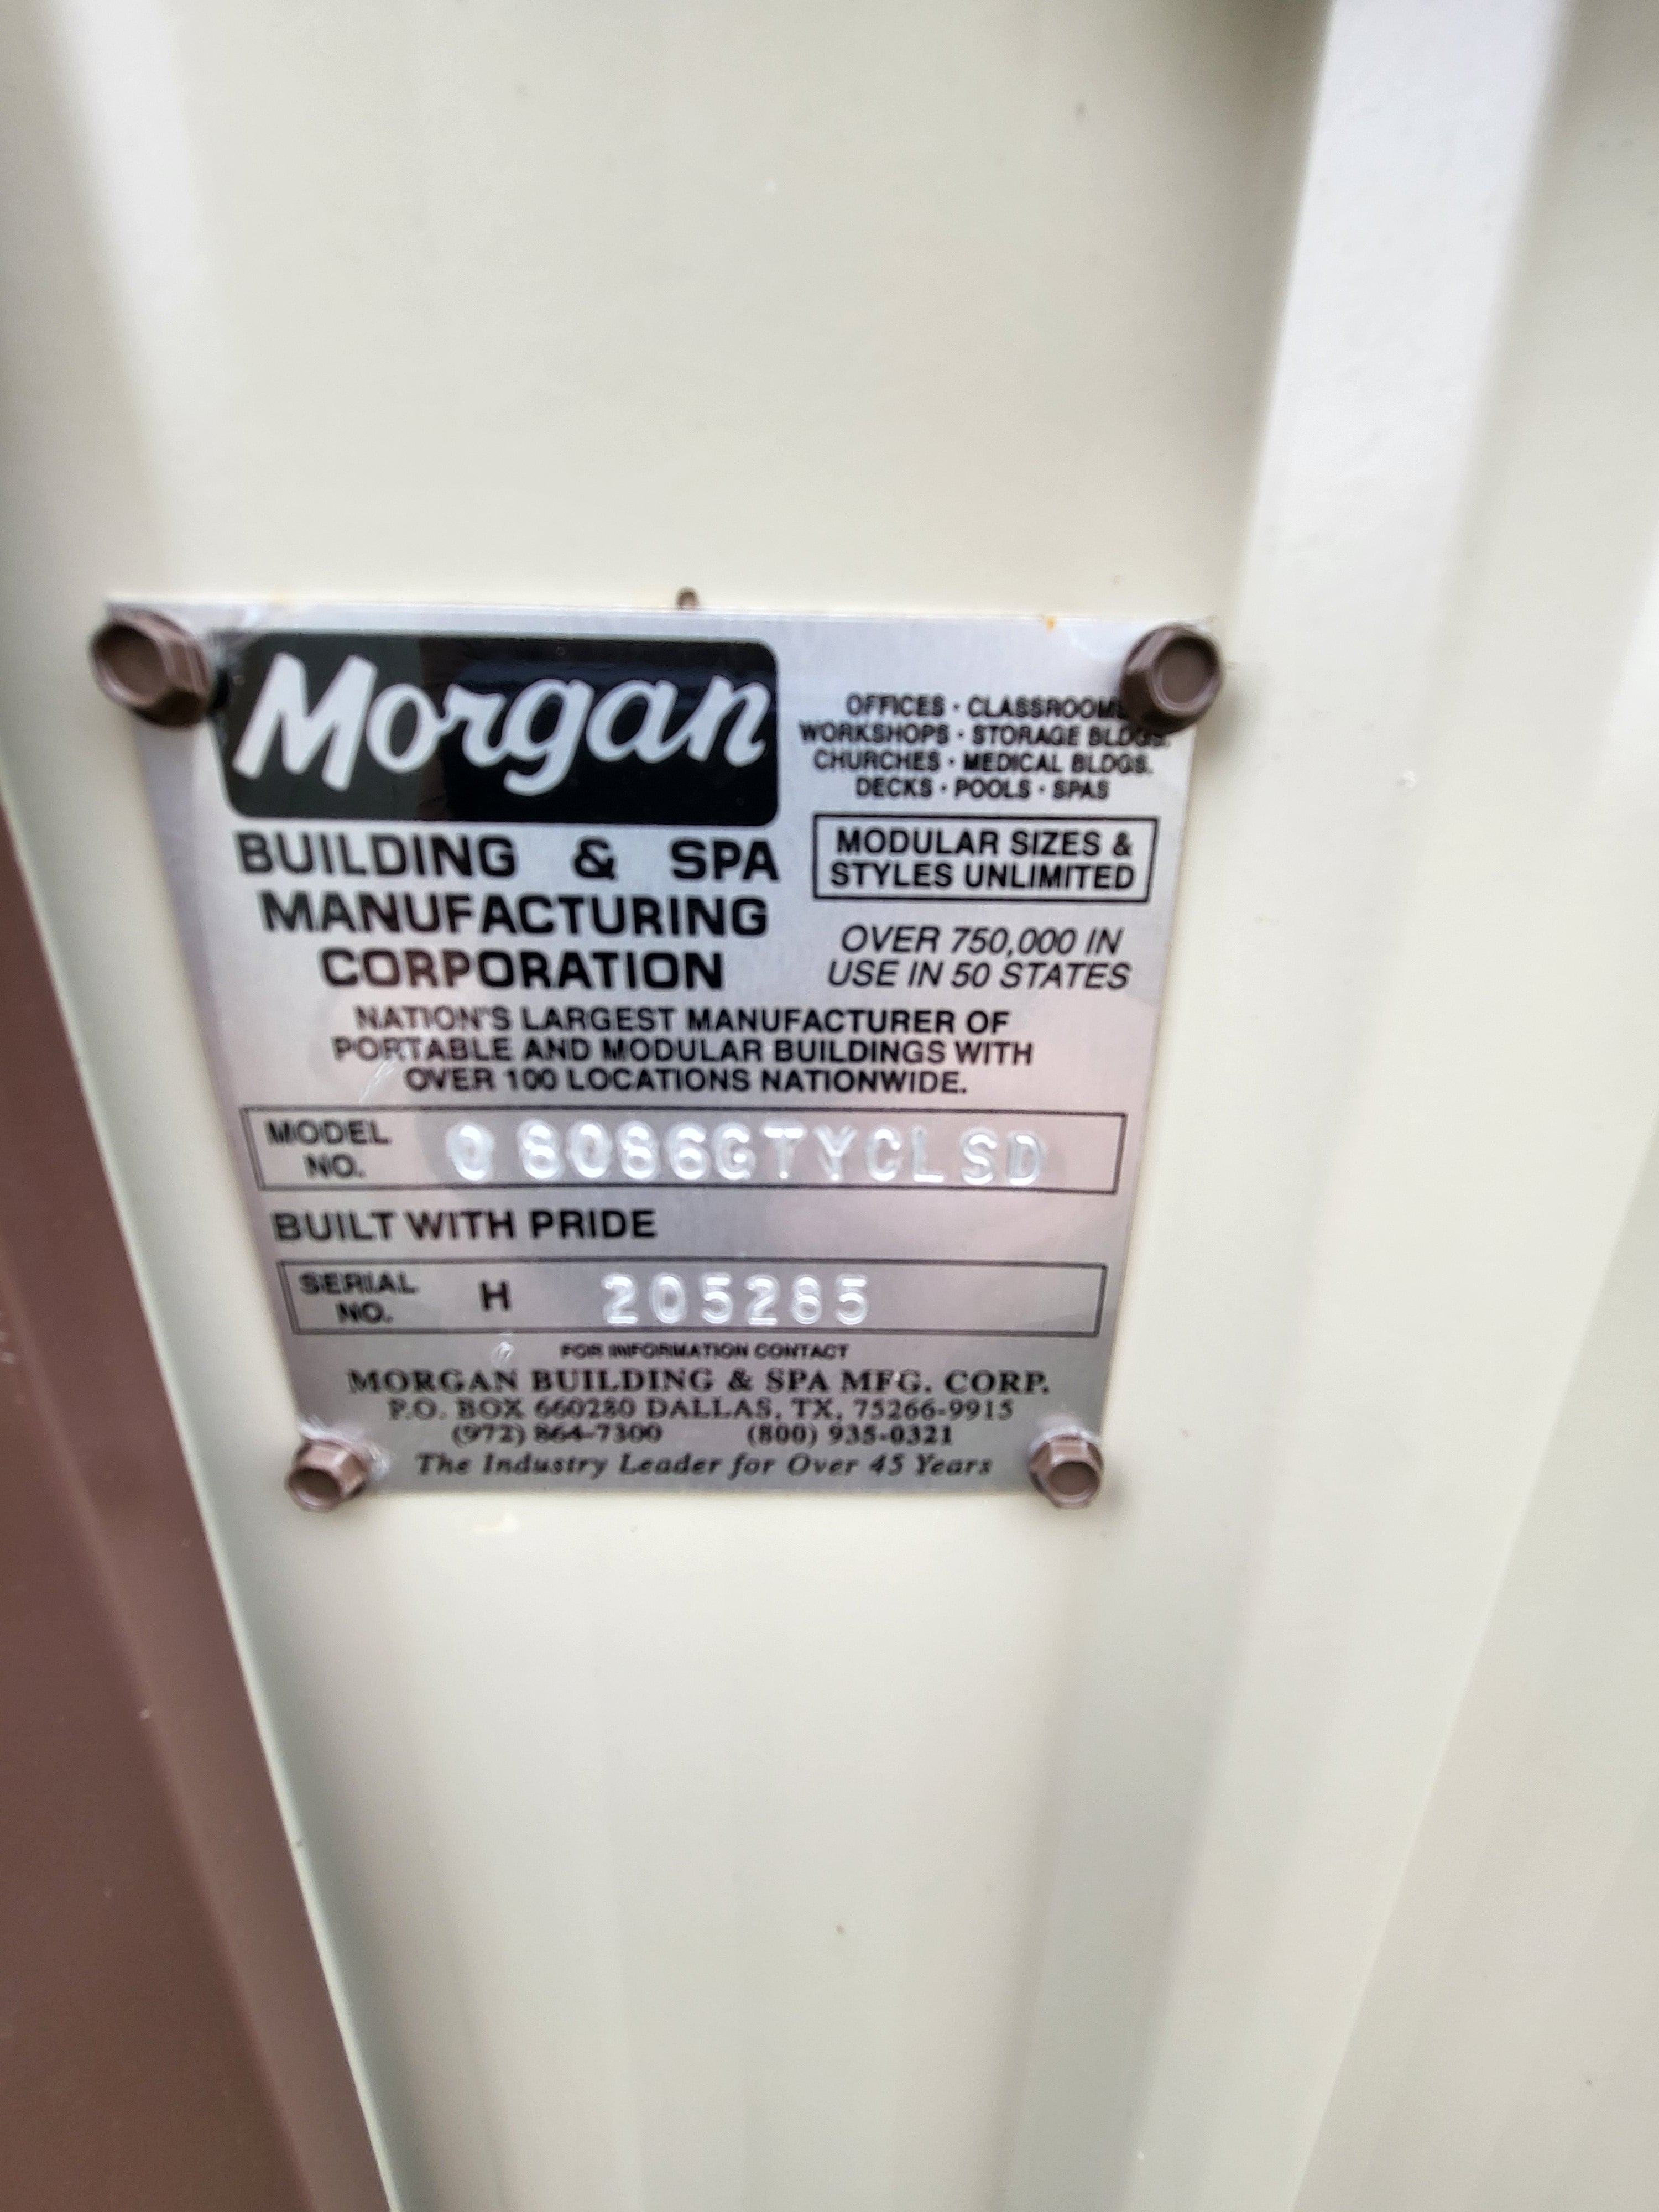 Morgan
BUILDING & SPA
MANUFACTURING
CORPORATION
OFFICES · CLASSROOMS
WORKSHOPS · STORAGE BLDGS.
CHURCHES · MEDICAL BLDGS.
DECKS · POOLS · SPAS
MODULAR SIZES &
STYLES UNLIMITED
OVER 750,000 IN
USE IN 50 STATES
NATION'S LARGEST MANUFACTURER OF
PORTABLE AND MODULAR BUILDINGS WITH
OVER 100 LOCATIONS NATIONWIDE.
MODEL NO. 08086GTYCLSD
BUILT WITH PRIDE
SERIAL NO. H 205285
FOR INFORMATION CONTACT
MORGAN BUILDING & SPA MFG. CORP.
P.O. BOX 660280 DALLAS, TX, 75266-9915
(972) 864-7300 (800) 935-0321
The Industry Leader for Over 45 Years